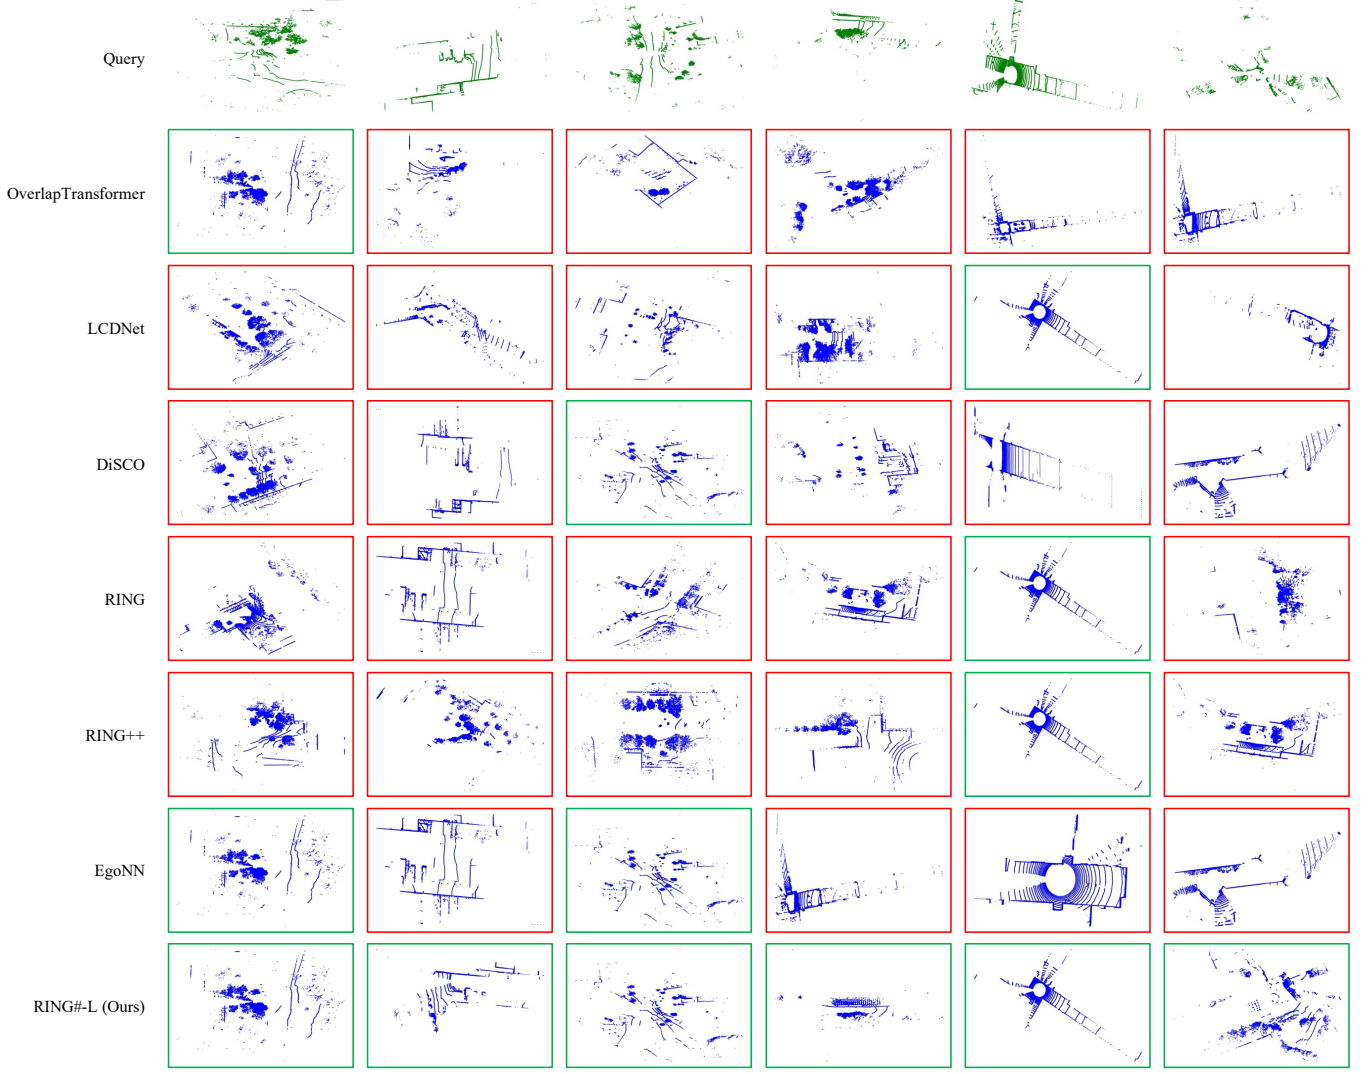 Query
OverlapTransformer
LCDNet
DiSCO
RING
RING++
EgoNN
RING#-L (Ours)